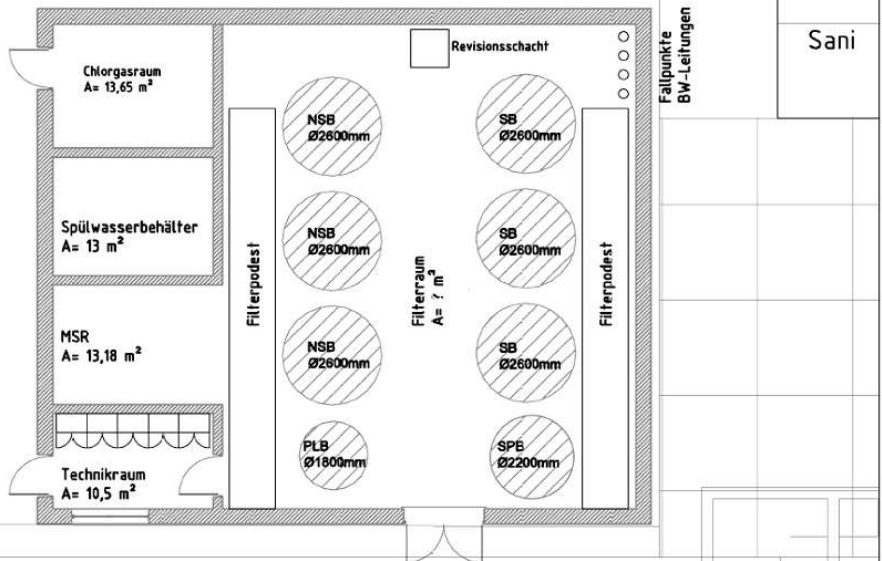 Chlorgasraum
A= 13,65 m²
Revisionsschacht
Fallpunkte
BW-Leitungen
Sani
NSB
Ø2600mm
SB
Ø2600mm
Spülwasserbehälter
A= 13 m²
NSB
Ø2600mm
SB
Ø2600mm
Filterpodest
Filterraum
A= ? m²
Filterpodest
MSR
A= 13,18 m²
NSB
Ø2600mm
SB
Ø2600mm
Technikraum
A= 10,5 m²
PLB
Ø1800mm
SPB
Ø2200mm